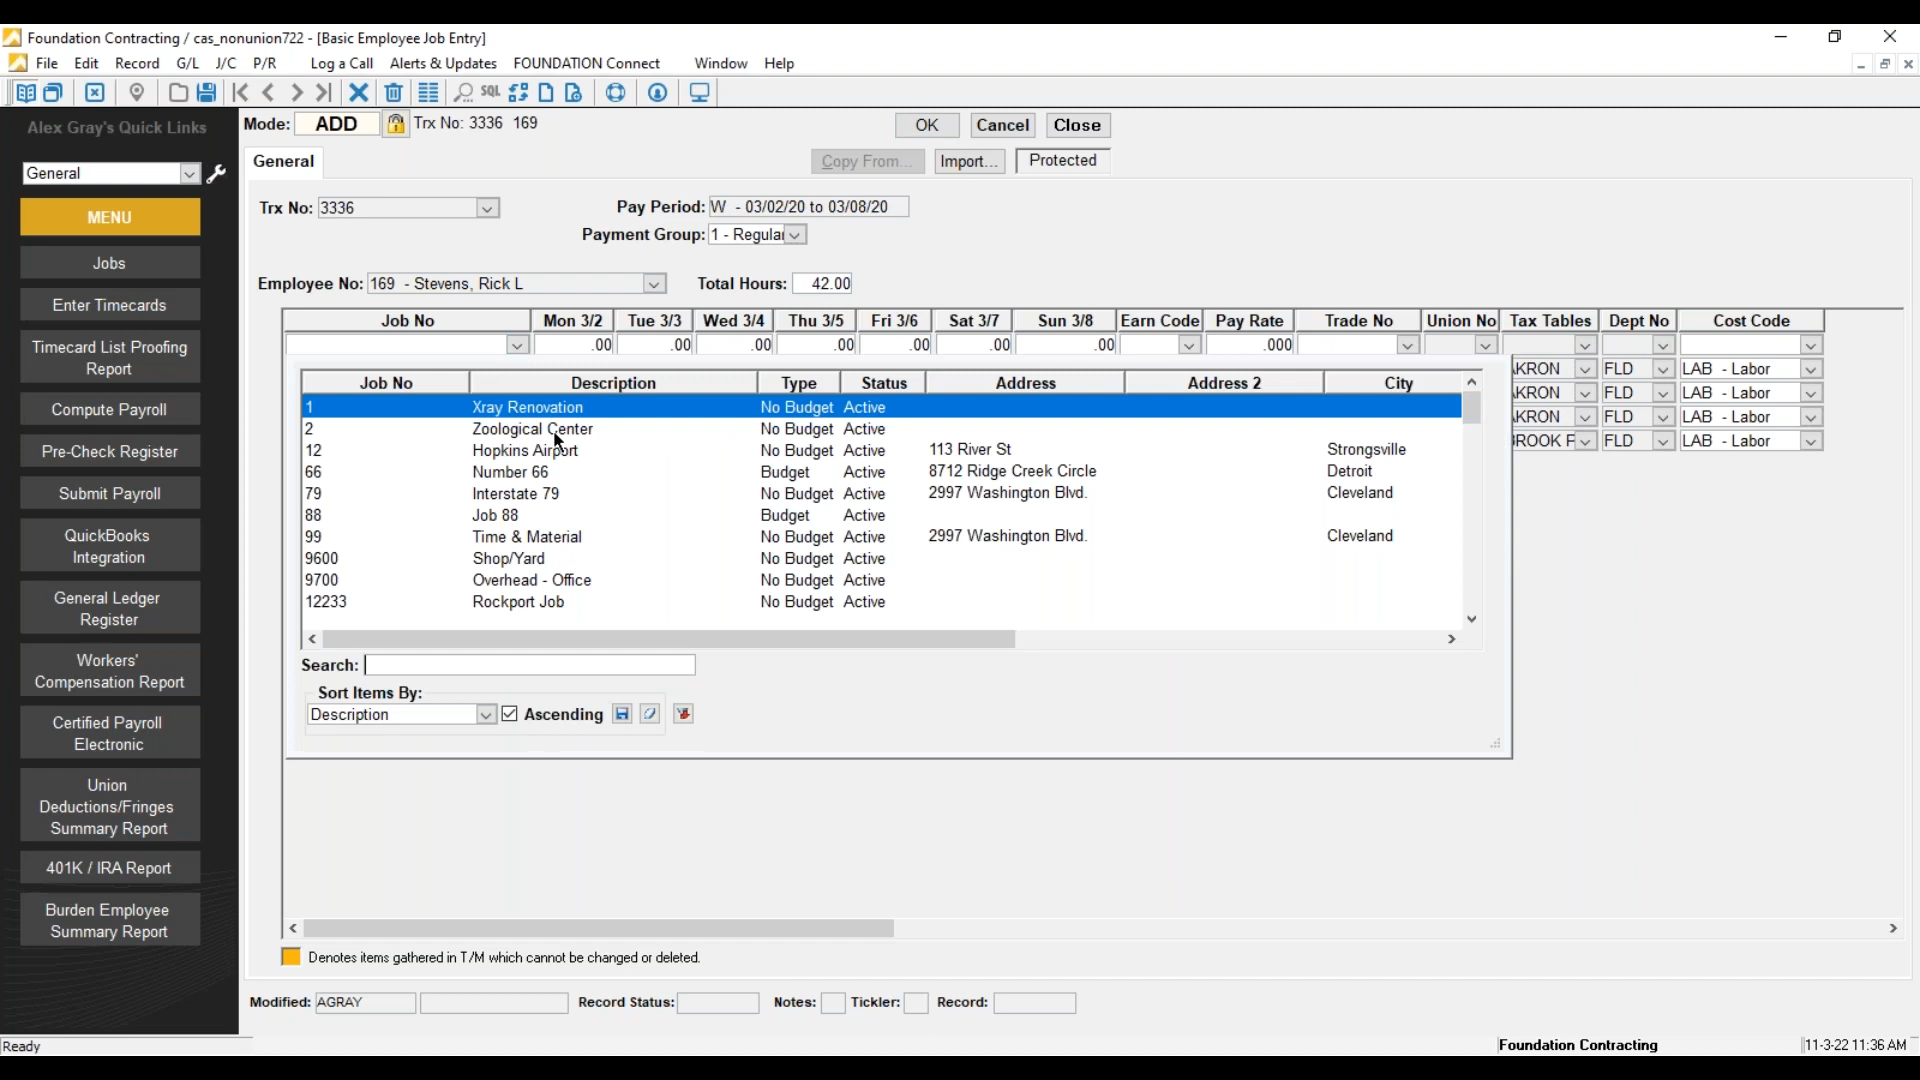 Foundation Contracting / cas_nonunion722 - [Basic Employee Job Entry]
File Edit Record G/L J/C P/R Log a Call Alerts & Updates FOUNDATION Connect Window Help
SQL
Alex Gray's Quick Links
General
MENU
Jobs
Enter Timecards
Timecard List Proofing
Report
Compute Payroll
Pre-Check Register
Submit Payroll
QuickBooks
Integration
General Ledger
Register
Workers'
Compensation Report
Certified Payroll
Electronic
Union
Deductions/Fringes
Summary Report
401K / IRA Report
Burden Employee
Summary Report
Mode: ADD Trx No: 3336 169 OK Cancel Close
General Copy From... Import... Protected
Trx No: 3336 Pay Period: W - 03/02/20 to 03/08/20
Payment Group: 1 - Regular
Employee No: 169 - Stevens, Rick L Total Hours: 42.00
Job No Mon 3/2 Tue 3/3 Wed 3/4 Thu 3/5 Fri 3/6 Sat 3/7 Sun 3/8 Earn Code Pay Rate Trade No Union No Tax Tables Dept No Cost Code
.00 .00 .00 .00 .00 .00 .00 .000
KRON FLD LAB - Labor
KRON FLD LAB - Labor
KRON FLD LAB - Labor
ROOK P FLD LAB - Labor
Job No Description Type Status Address Address 2 City
1 Xray Renovation No Budget Active
2 Zoological Center No Budget Active
12 Hopkins Airport No Budget Active 113 River St Strongsville
66 Number 66 Budget Active 8712 Ridge Creek Circle Detroit
79 Interstate 79 No Budget Active 2997 Washington Blvd. Cleveland
88 Job 88 Budget Active
99 Time & Material No Budget Active 2997 Washington Blvd. Cleveland
9600 Shop/Yard No Budget Active
9700 Overhead - Office No Budget Active
12233 Rockport Job No Budget Active
Search:
Sort Items By:
Description Ascending
Denotes items gathered in T/M which cannot be changed or deleted.
Modified: AGRAY Record Status: Notes: Tickler: Record:
Ready Foundation Contracting 11-3-22 11:36 AM